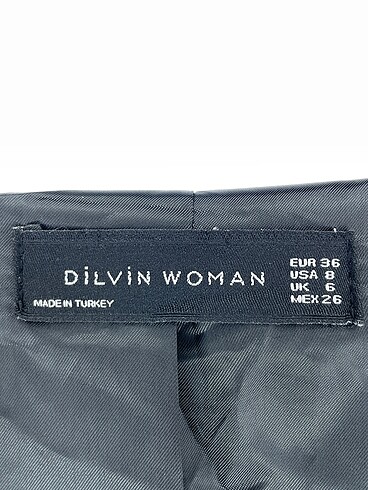 DİLVİN WOMAN
MADE IN TURKEY
EUR 36
USA 8
UK 6
MEX 26